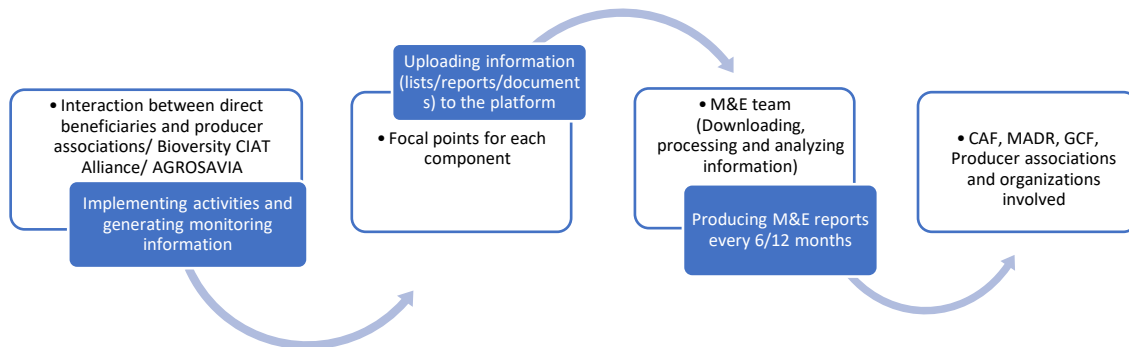 • Interaction between direct
beneficiaries and producer
associations/ Bioversity CIAT
Alliance/ AGROSAVIA
Implementing activities and
generating monitoring
information
Uploading information
(lists/reports/document
s) to the platform
• Focal points for each
component
• M&E team
(Downloading,
processing and analyzing
information)
Producing M&E reports
every 6/12 months
• CAF, MADR, GCF,
Producer associations
and organizations
involved